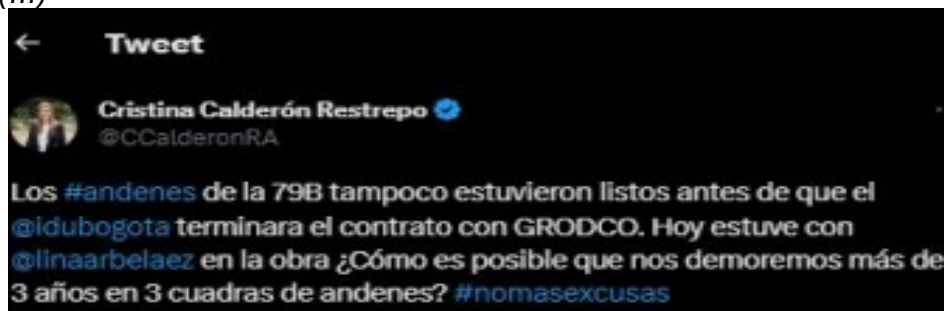 (...)
Tweet
Cristina Calderón Restrepo
@CCalderonRA
Los #andenes de la 79B tampoco estuvieron listos antes de que el
@idubogota terminara el contrato con GRODCO. Hoy estuve con
@linaarbelaez en la obra ¿Cómo es posible que nos demoremos más de
3 años en 3 cuadras de andenes? #nomasexcusas